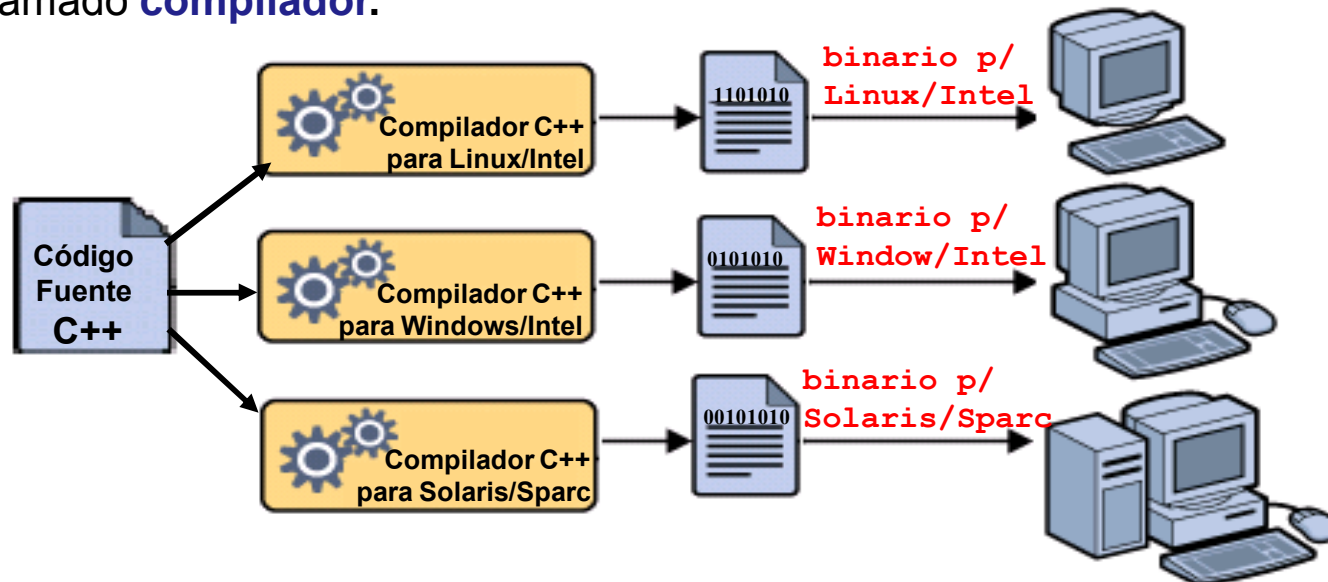 amado compilador.
Código
Fuente
C++
Compilador C++
para Linux/Intel
1101010
binario p/
Linux/Intel
Compilador C++
para Windows/Intel
0101010
binario p/
Window/Intel
Compilador C++
para Solaris/Sparc
00101010
binario p/
Solaris/Sparc